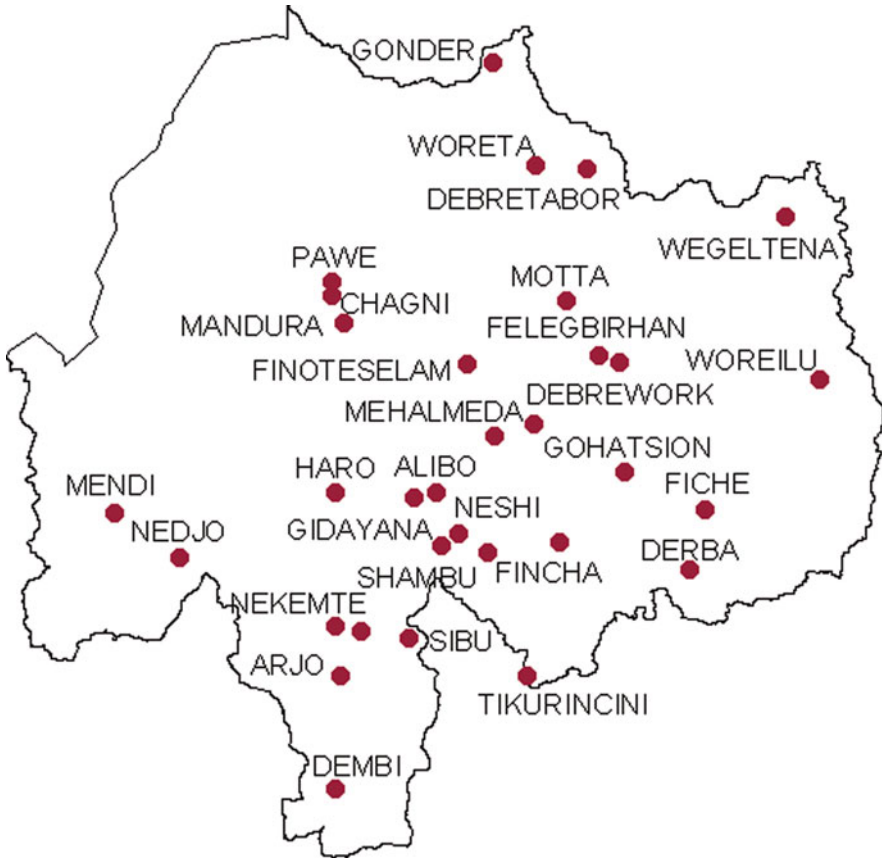 GONDER
WORETA
DEBRETABOR
WEGELTENA
PAWE
MOTTA
CHAGNI
MANDURA
FELEGBIRHAN
WOREILU
FINOTESELAM
DEBREWORK
MEHALMEDA
GOHATSION
HARO
ALIBO
MENDI
FICHE
NESHI
NEDJO
GIDAYANA
DERBA
SHAMBU
FINCHA
NEKEMTE
SIBU
ARJO
TIKURINCINI
DEMBI